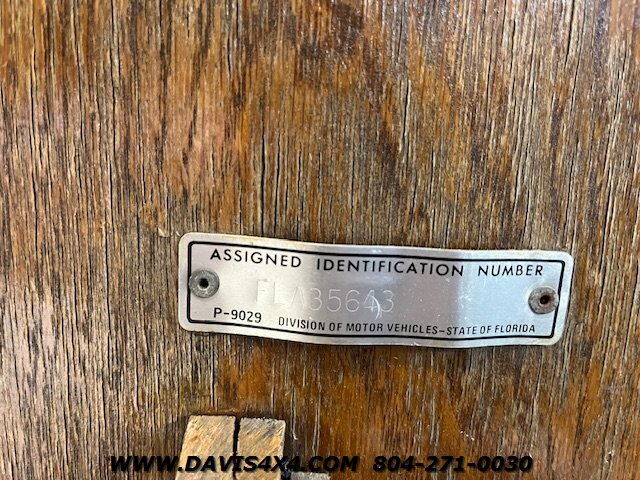 ASSIGNED IDENTIFICATION NUMBER
FLA35643
P-9029 DIVISION OF MOTOR VEHICLES-STATE OF FLORIDA
WWW.DAVIS4X4.COM 804-271-0030